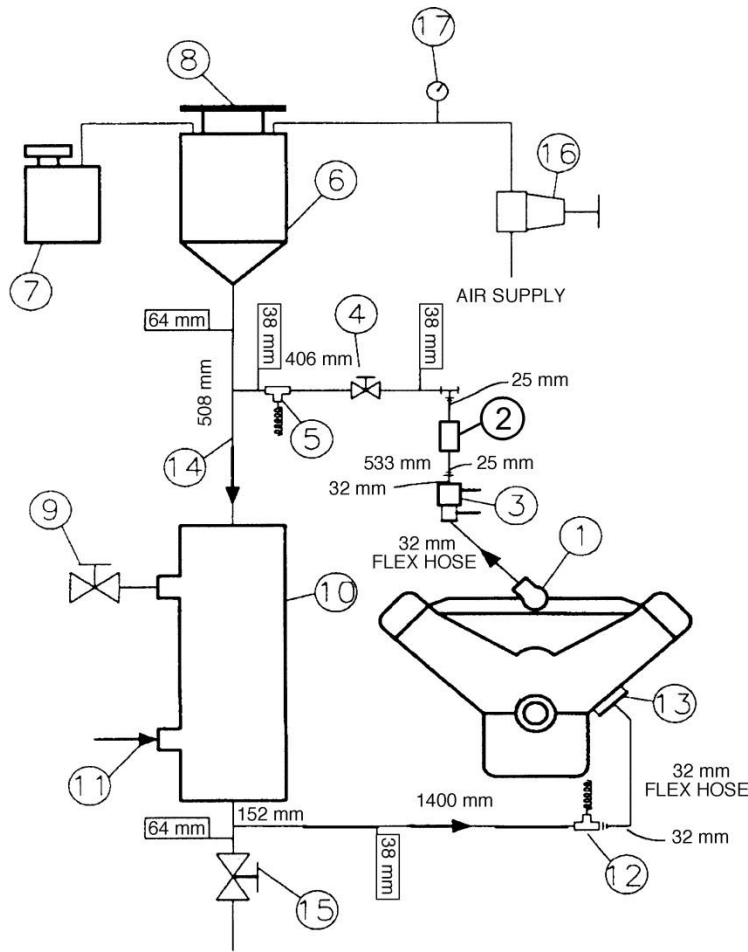 17
8
16
6
7
AIR SUPPLY
64 mm
38 mm
4
38 mm
406 mm
25 mm
508 mm
5
2
14
533 mm
25 mm
32 mm
3
9
1
32 mm
FLEX HOSE
10
13
11
32 mm
FLEX HOSE
152 mm
1400 mm
64 mm
38 mm
32 mm
12
15